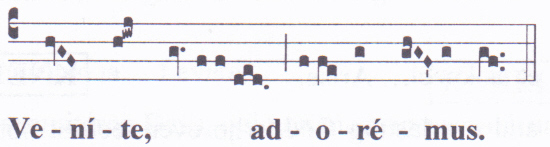 Ve - ní - te, ad - o - ré - mus.